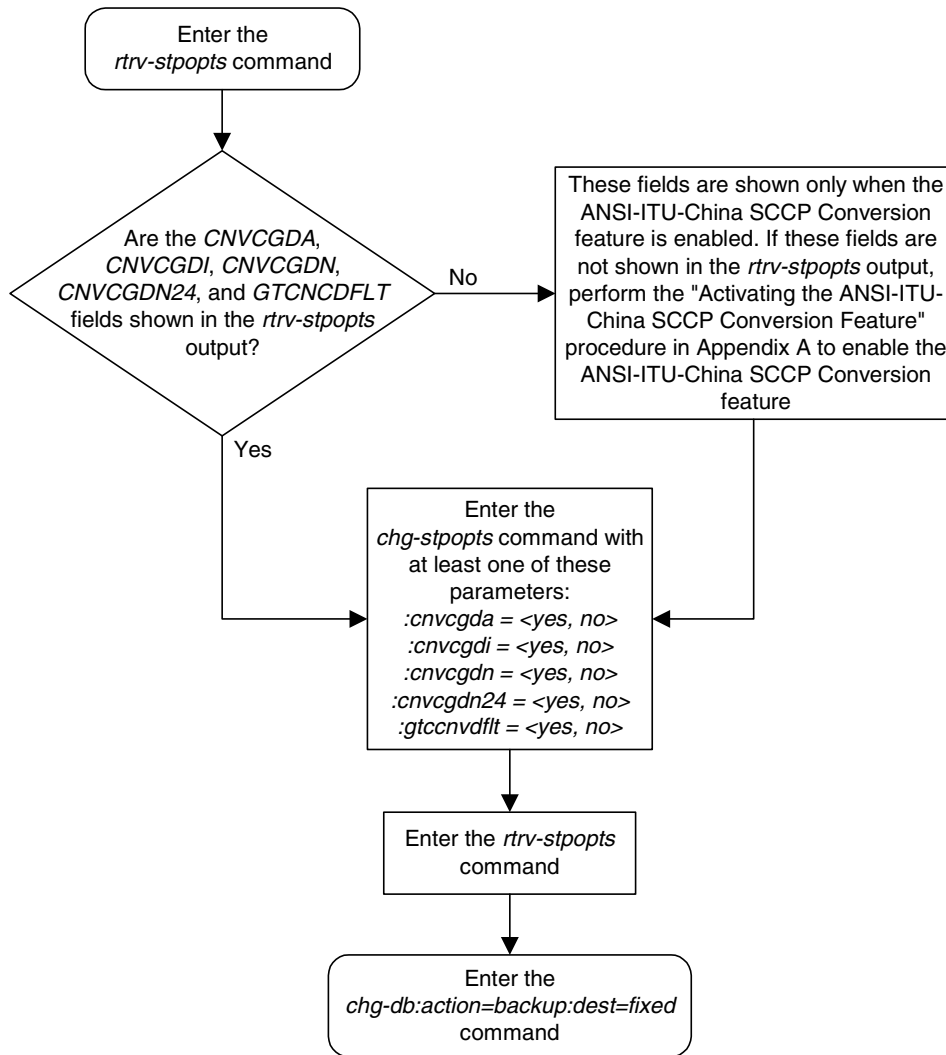 Enter the
rtrv-stpopts command
Are the CNVCGDA,
CNVCGDI, CNVCGDN,
CNVCGDN24, and GTCNCDFLT
fields shown in the rtrv-stpopts
output?
No
These fields are shown only when the
ANSI-ITU-China SCCP Conversion
feature is enabled. If these fields are
not shown in the rtrv-stpopts output,
perform the "Activating the ANSI-ITU-
China SCCP Conversion Feature"
procedure in Appendix A to enable the
ANSI-ITU-China SCCP Conversion
feature
Yes
Enter the
chg-stpopts command with
at least one of these
parameters:
:cnvcgda = <yes, no>
:cnvcgdi = <yes, no>
:cnvcgdn = <yes, no>
:cnvcgdn24 = <yes, no>
:gtccnvdflt = <yes, no>
Enter the rtrv-stpopts
command
Enter the
chg-db:action=backup:dest=fixed
command